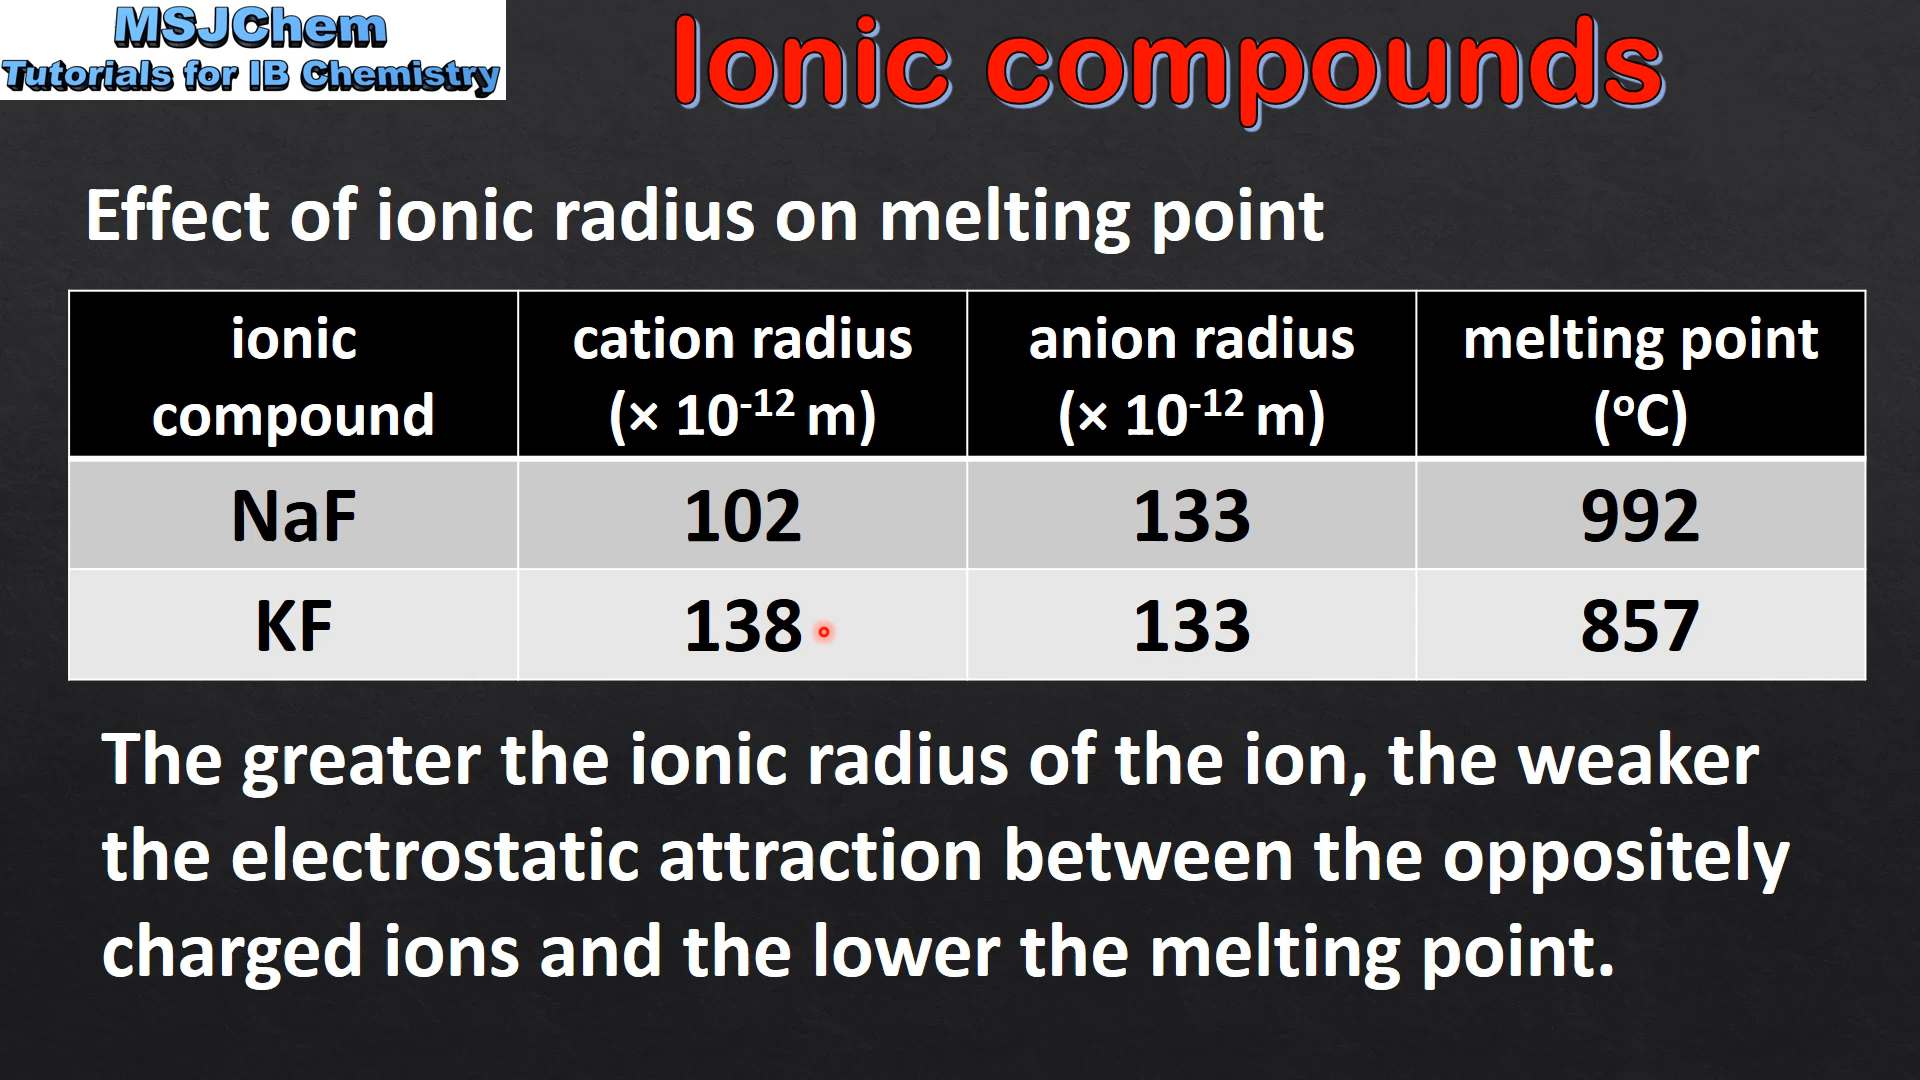 MSJChem
Tutorials for IB Chemistry
Ionic compounds
Effect of ionic radius on melting point
ionic compound | cation radius (× 10⁻¹² m) | anion radius (× 10⁻¹² m) | melting point (°C)
NaF | 102 | 133 | 992
KF | 138 | 133 | 857
The greater the ionic radius of the ion, the weaker
the electrostatic attraction between the oppositely
charged ions and the lower the melting point.